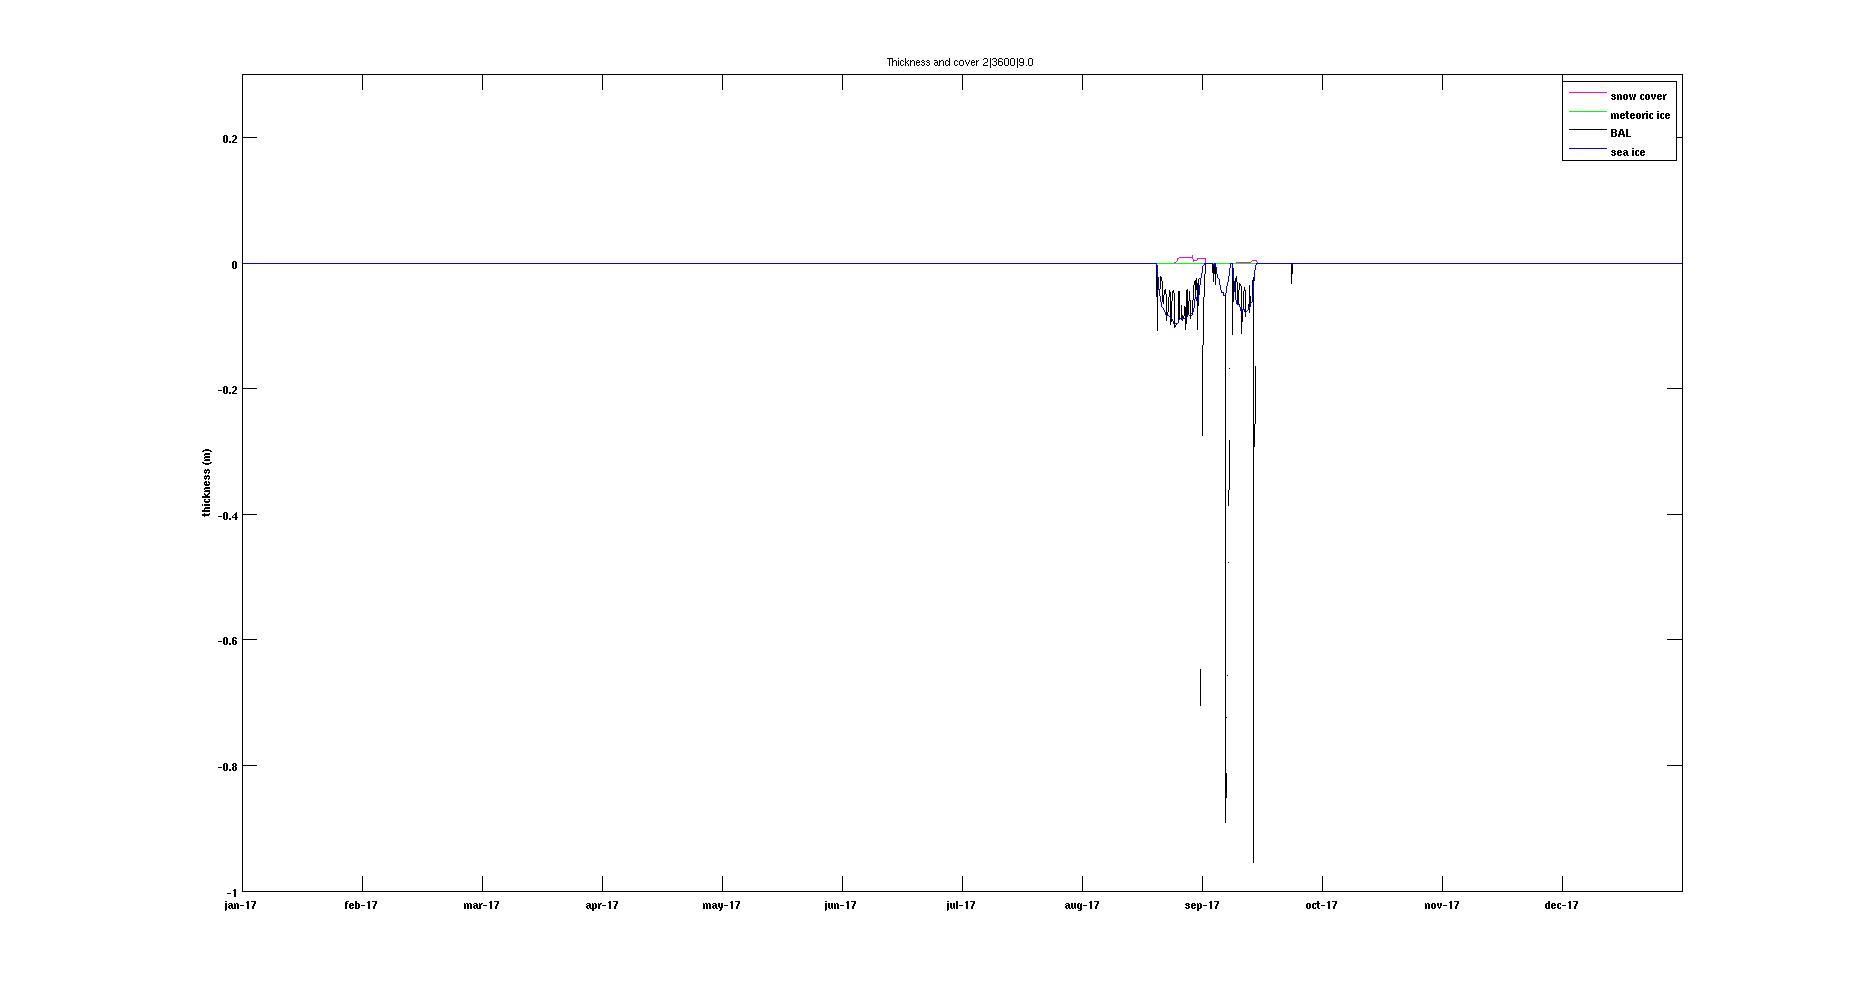 Thickness and cover 2|3600|9.0
snow cover
meteoric ice
BAL
sea ice
0.2
0
-0.2
-0.4
-0.6
-0.8
-1
thickness (m)
jan-17 feb-17 mar-17 apr-17 may-17 jun-17 jul-17 aug-17 sep-17 oct-17 nov-17 dec-17